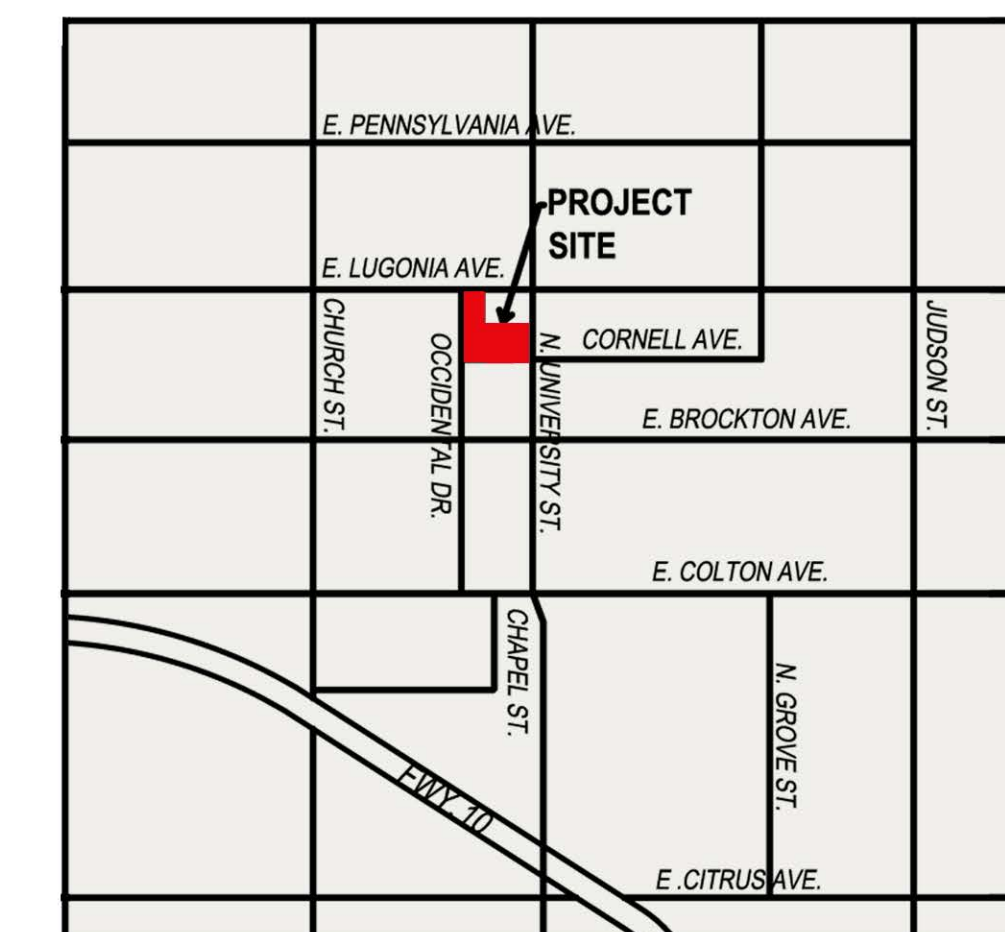 E. PENNSYLVANIA AVE.
PROJECT
SITE
E. LUGONIA AVE.
CHURCH ST.
OCCIDENTAL DR.
N. UNIVERSITY ST.
CORNELL AVE.
JUDSON ST.
E. BROCKTON AVE.
E. COLTON AVE.
CHAPEL ST.
N. GROVE ST.
FWY. 10
E .CITRUS AVE.